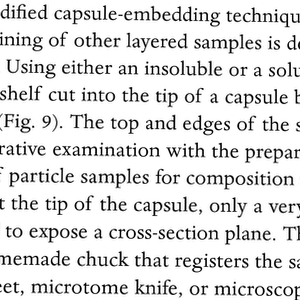 dified capsule-embedding techniqu
ining of other layered samples is de
Using either an insoluble or a solu
shelf cut into the tip of a capsule b
(Fig. 9). The top and edges of the s
rative examination with the prepar
f particle samples for composition
t the tip of the capsule, only a very
to expose a cross-section plane. Th
memade chuck that registers the sa
eet, microtome knife, or microscop